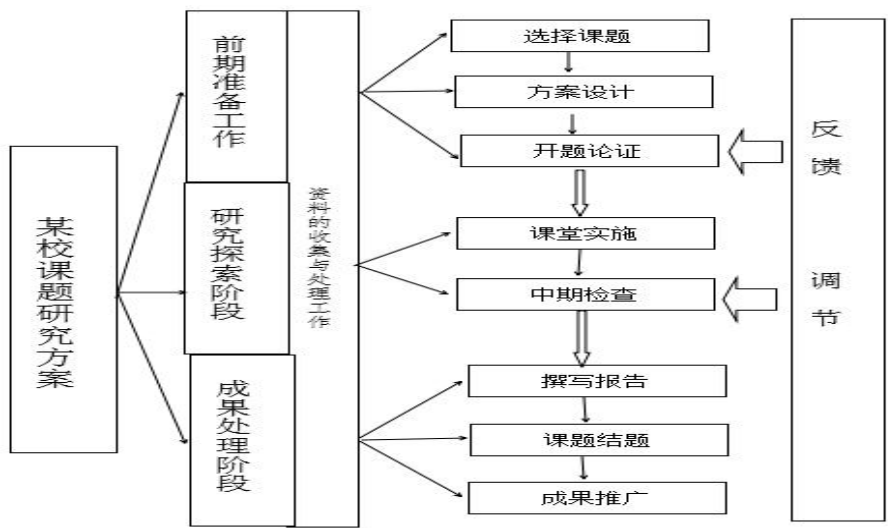 某校课题研究方案
前期准备工作
研究探索阶段
成果处理阶段
资料的收集与处理工作
选择课题
方案设计
开题论证
课堂实施
中期检查
撰写报告
课题结题
成果推广
反馈
调节